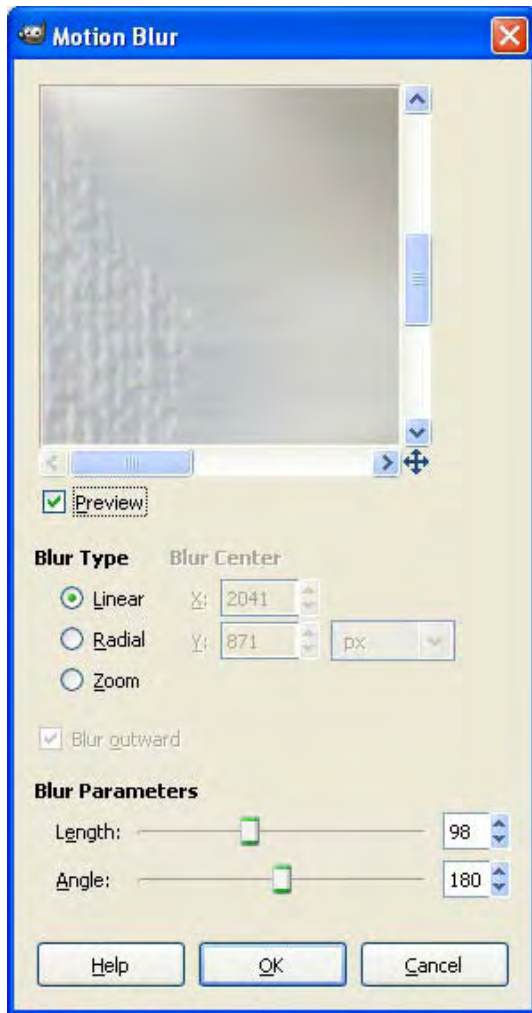 Motion Blur
Preview
Blur Type Blur Center
Linear X: 2041
Radial Y: 871 px
Zoom
Blur outward
Blur Parameters
Length: 98
Angle: 180
Help OK Cancel